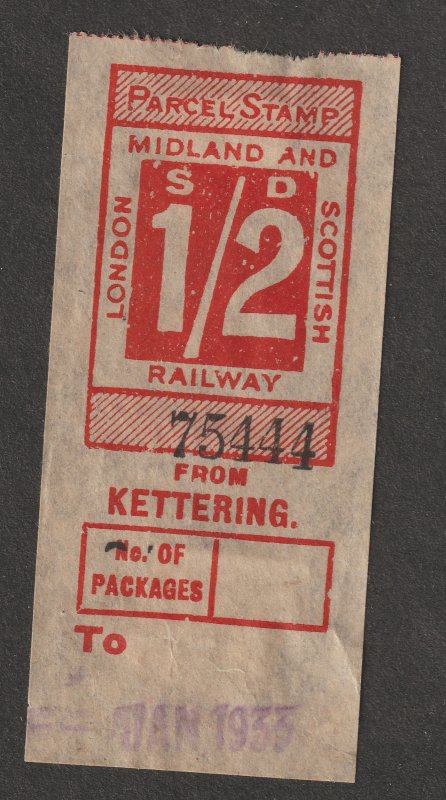 PARCEL STAMP
MIDLAND AND
LONDON
SCOTTISH
S D
1/2
RAILWAY
75444
FROM
KETTERING.
No. OF
PACKAGES
To
JAN 1933